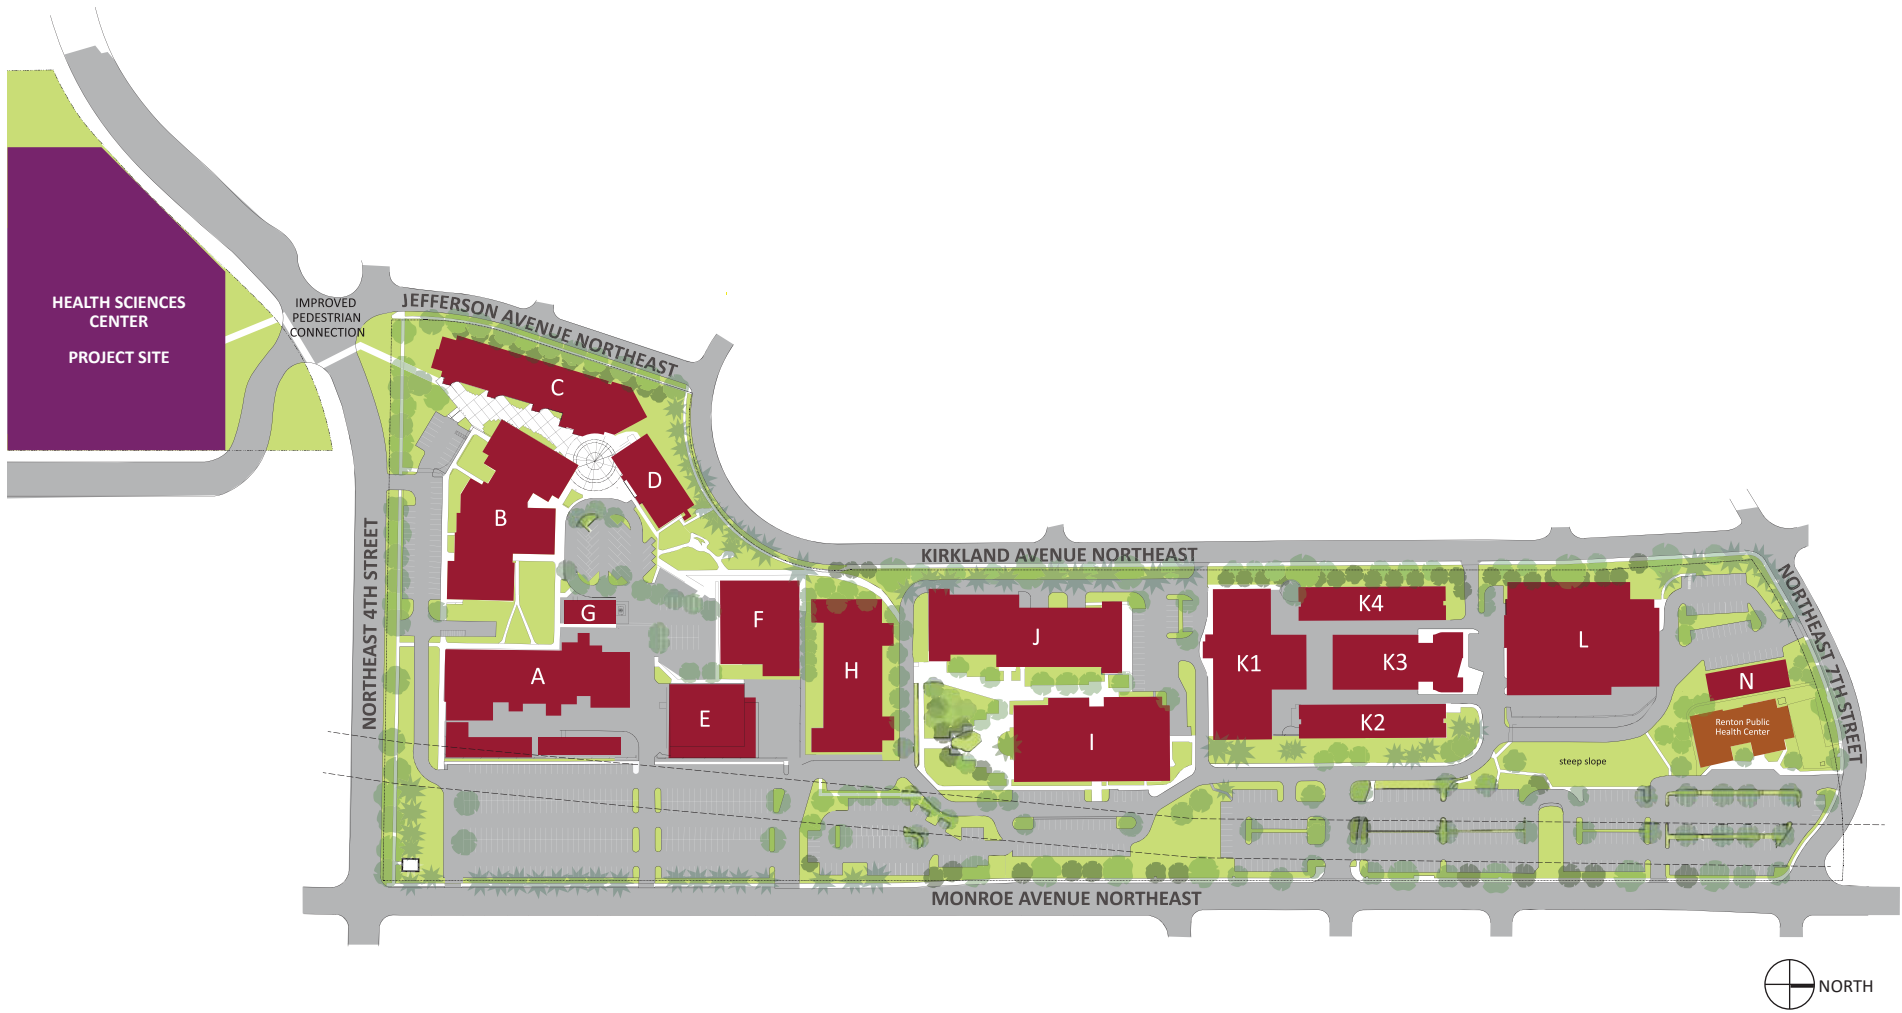 HEALTH SCIENCES
CENTER
PROJECT SITE
IMPROVED
PEDESTRIAN
CONNECTION
JEFFERSON AVENUE NORTHEAST
C
D
B
NORTHEAST 4TH STREET
G
A
F
E
H
KIRKLAND AVENUE NORTHEAST
J
I
K1
K4
K3
K2
L
N
Renton Public
Health Center
steep slope
NORTHEAST 7TH STREET
MONROE AVENUE NORTHEAST
NORTH